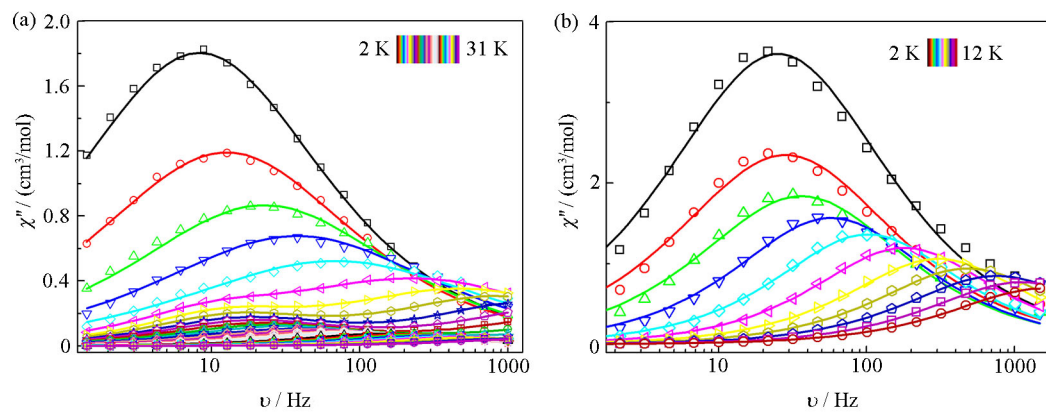 (a)
2.0
1.6
1.2
0.8
0.4
0
χ″ / (cm³/mol)
2 K 31 K
10
100
1000
υ / Hz
(b)
4
2
0
χ″ / (cm³/mol)
2 K 12 K
10
100
1000
υ / Hz